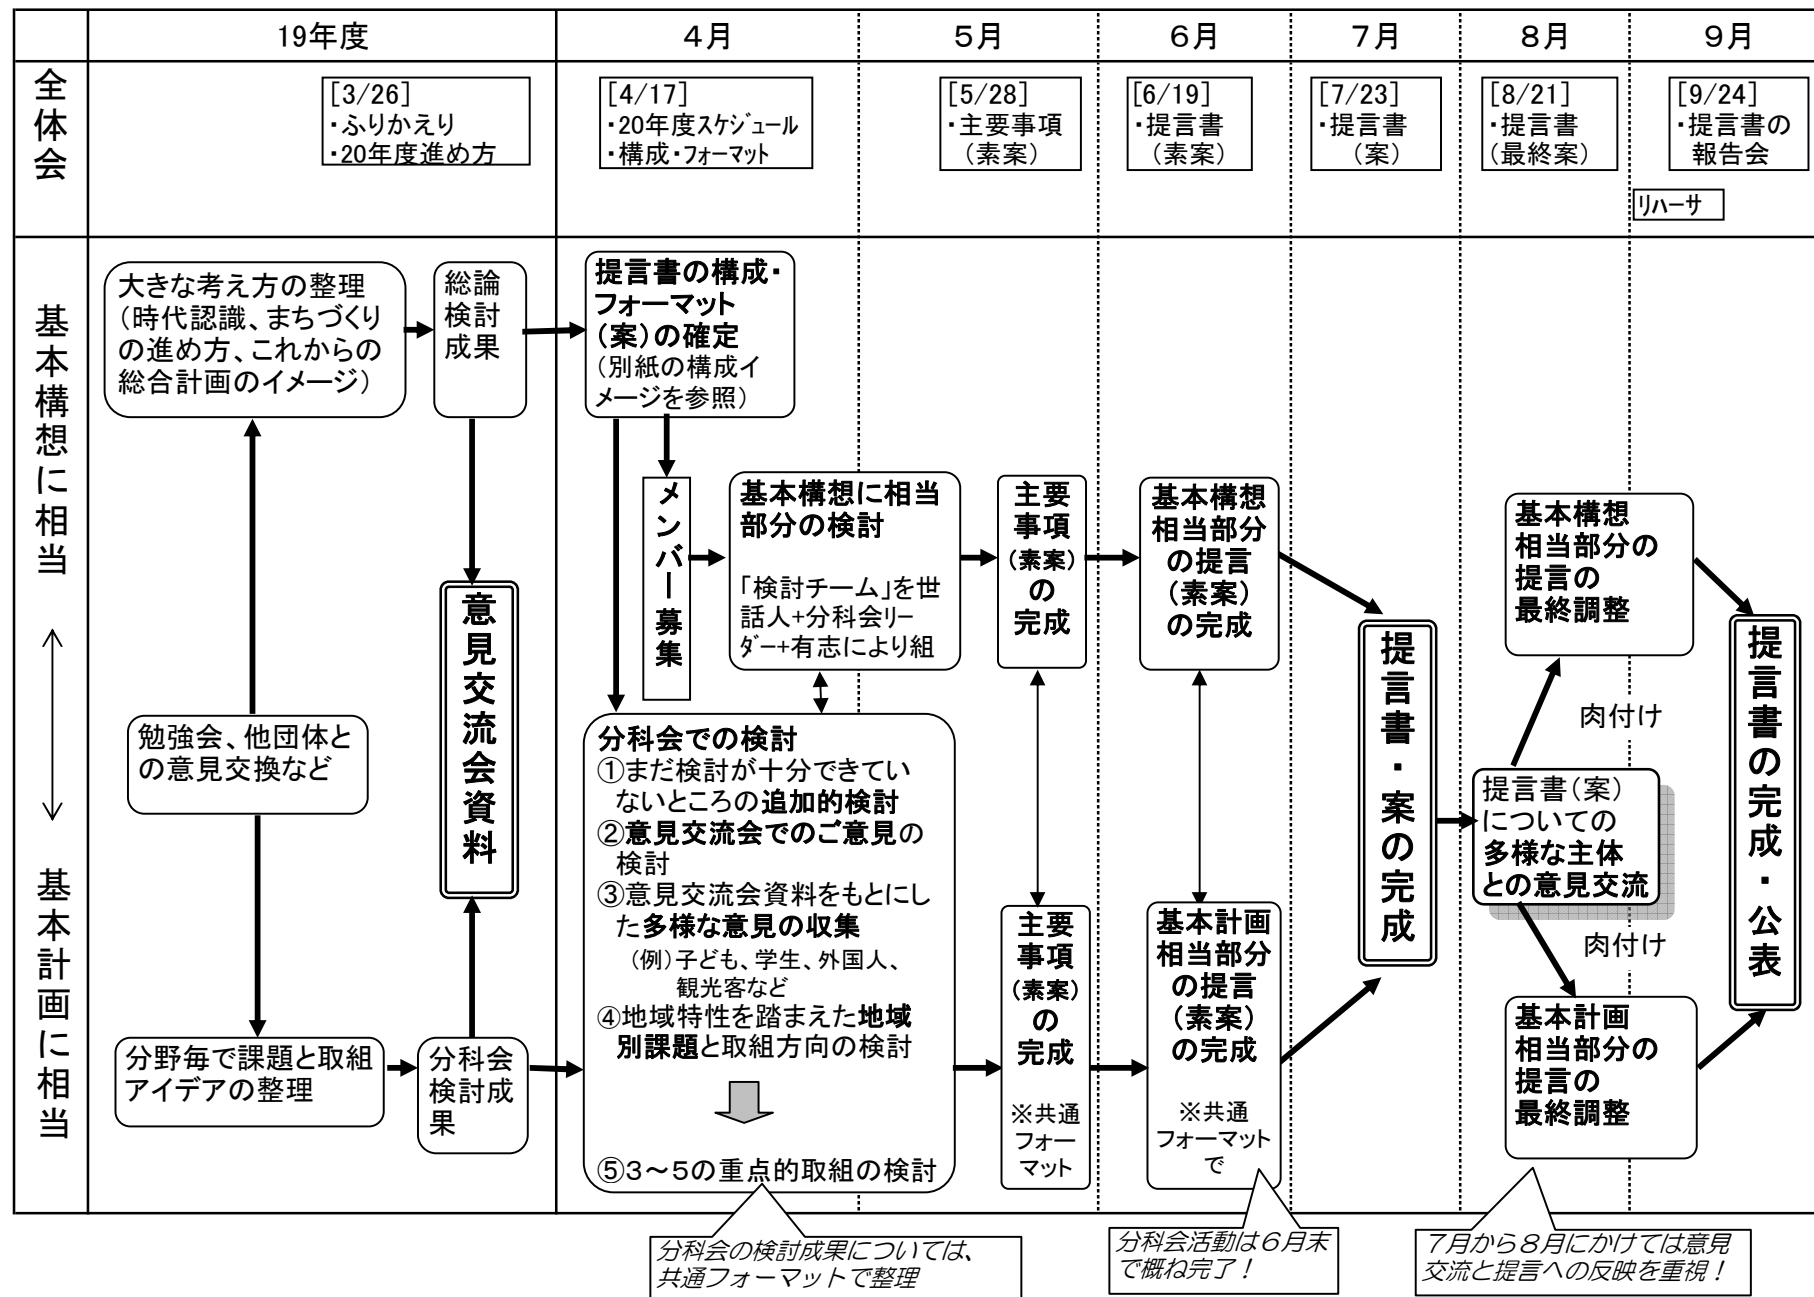 19年度
４月
５月
６月
７月
８月
９月
全体会
[3/26]
・ふりかえり
・20年度進め方
[4/17]
・20年度ｽｹｼﾞｭｰﾙ
・構成・ﾌｫｰﾏｯﾄ
[5/28]
・主要事項
（素案）
[6/19]
・提言書
（素案）
[7/23]
・提言書
（案）
[8/21]
・提言書
（最終案）
[9/24]
・提言書の
報告会
ﾘﾊｰｻ
基本構想に相当
基本計画に相当
大きな考え方の整理
（時代認識、まちづくり
の進め方、これからの
総合計画のイメージ）
総論
検討
成果
勉強会、他団体と
の意見交換など
意見交流会資料
分野毎で課題と取組
アイデアの整理
分科会
検討成
果
提言書の構成・
フォーマット
（案）の確定
（別紙の構成イ
メージを参照）
メンバー募集
基本構想に相当
部分の検討
「検討チーム」を世
話人+分科会ﾘｰ
ﾀﾞｰ+有志により組
分科会での検討
①まだ検討が十分できてい
ないところの追加的検討
②意見交流会でのご意見の
検討
③意見交流会資料をもとにし
た多様な意見の収集
（例）子ども、学生、外国人、
観光客など
④地域特性を踏まえた地域
別課題と取組方向の検討
⑤３～５の重点的取組の検討
主要
事項
（素案）
の
完成
主要
事項
（素案）
の
完成
※共通
フォー
マット
基本構想
相当部分
の提言
（素案）
の完成
基本計画
相当部分
の提言
（素案）
の完成
※共通
フォーマット
で
提言書・案の完成
提言書（案）
についての
多様な主体
との意見交流
肉付け
肉付け
基本構想
相当部分の
提言の
最終調整
基本計画
相当部分の
提言の
最終調整
提言書の完成・公表
分科会の検討成果については、
共通フォーマットで整理
分科会活動は６月末
で概ね完了！
７月から８月にかけては意見
交流と提言への反映を重視！